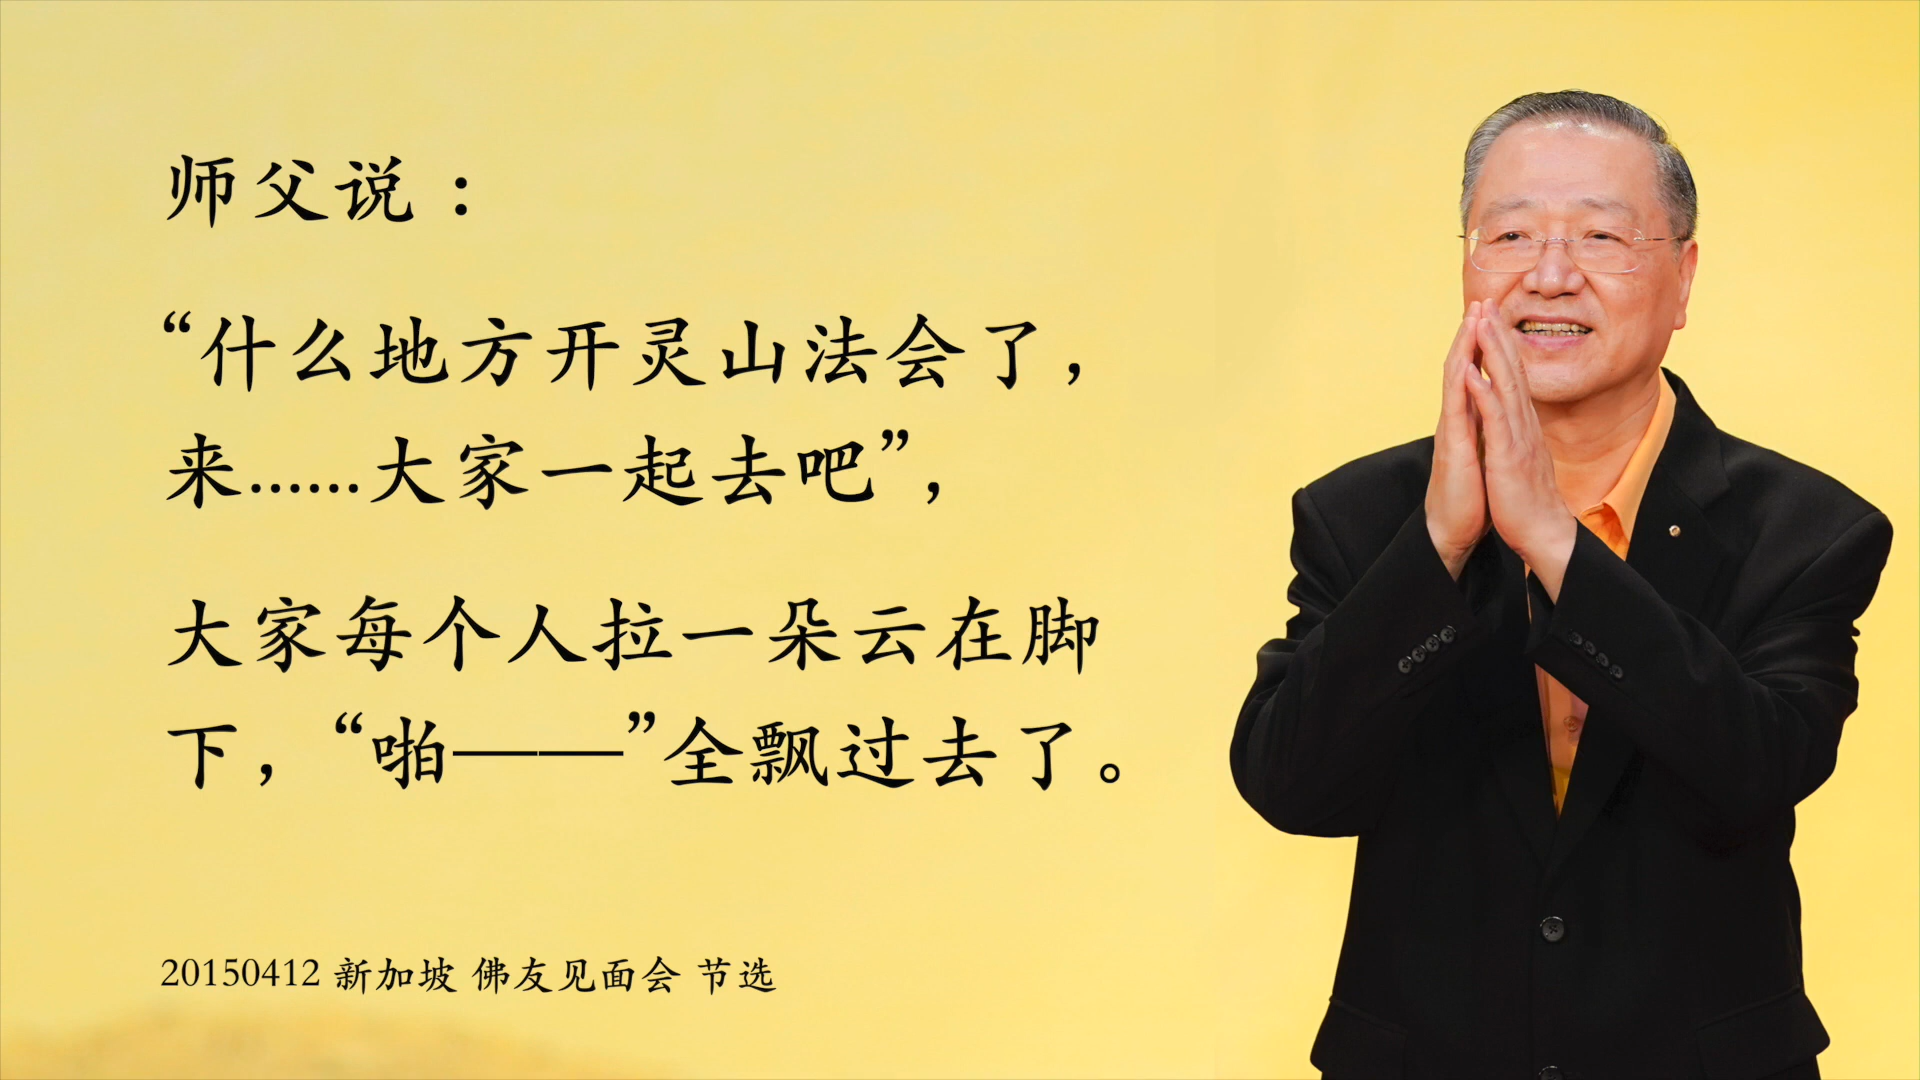 师父说：
“什么地方开灵山法会了，
来......大家一起去吧”，
大家每个人拉一朵云在脚
下，“啪——”全飘过去了。
20150412 新加坡 佛友见面会 节选